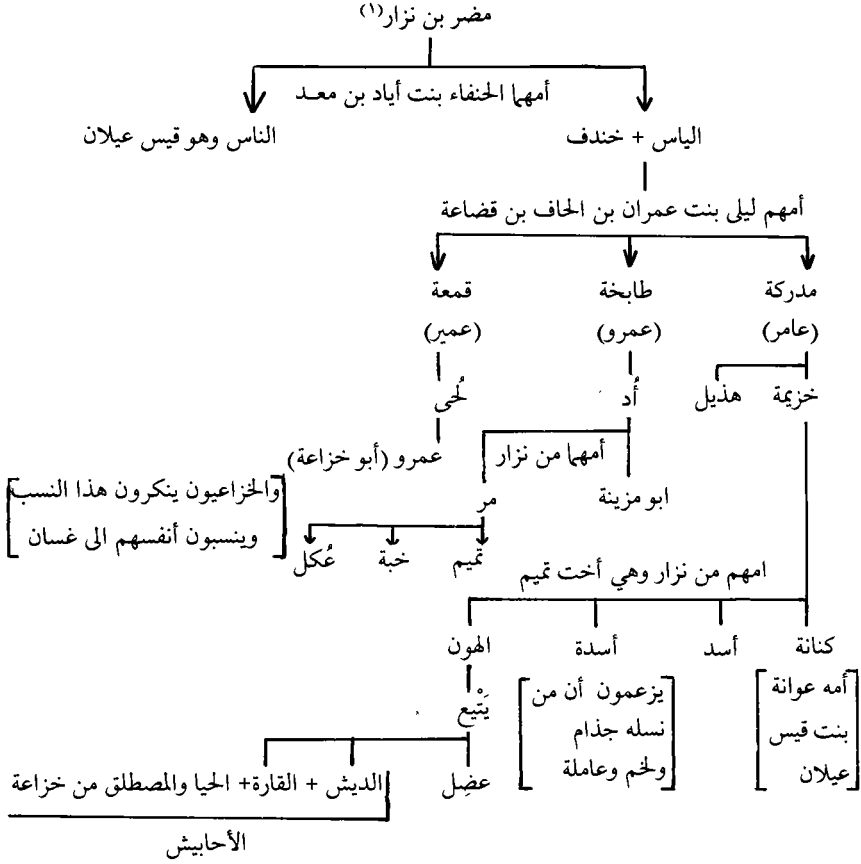 مضر بن نزار(١)
أمهما الحنفاء بنت أياد بن معد
الياس + خندف
الناس وهو قيس عيلان
أمهم ليلى بنت عمران بن الحاف بن قضاعة
مدركة
طابخة
قمعة
(عامر)
(عمرو)
(عمير)
خزيمة
هذيل
أُد
لُحى
أمهما من نزار
عمرو (أبو خزاعة)
[والخزاعيون ينكرون هذا النسب
وينسبون أنفسهم الى غسان]
ابو مزينة
مر
تميم
خبة
عُكل
امهم من نزار وهي أخت تميم
كنانة
أسد
أسدة
الهون
[أمه عوانة
بنت قيس
عيلان]
[يزعمون أن من
نسله جذام
ولخم وعاملة]
يَتْيع
عضِل
الديش + القارة+ الحيا والمصطلق من خزاعة
الأحابيش